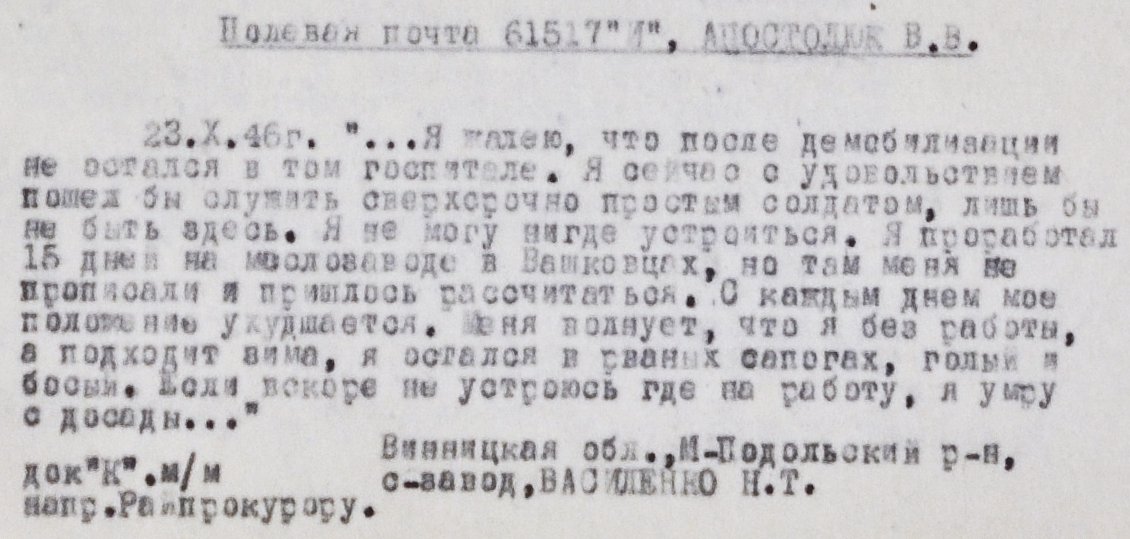 Полевая почта 61517"И", АПОСТОЛЮК В.В.
23.X.46г. "...Я жалею, что после демобилизации
не остался в том госпитале. Я сейчас с удовольствием
пошел бы служить сверхсрочно простым солдатом, лишь бы
не быть здесь. Я не могу нигде устроиться. Я проработал
15 дней на маслозаводе в Вашковцах, но там меня не
прописали и пришлось рассчитаться. С каждым днем мое
положение ухудшается. Меня волнует, что я без работы,
а подходит зима, я остался в рваных сапогах, голый и
босый. Если вскоре не устроюсь где на работу, я умру
с досады..."
Винницкая обл.,М-Подольский р-н,
док"К".м/м
с-завод,ВАСИЛЕНКО Н.Т.
напр.Райпрокурору.